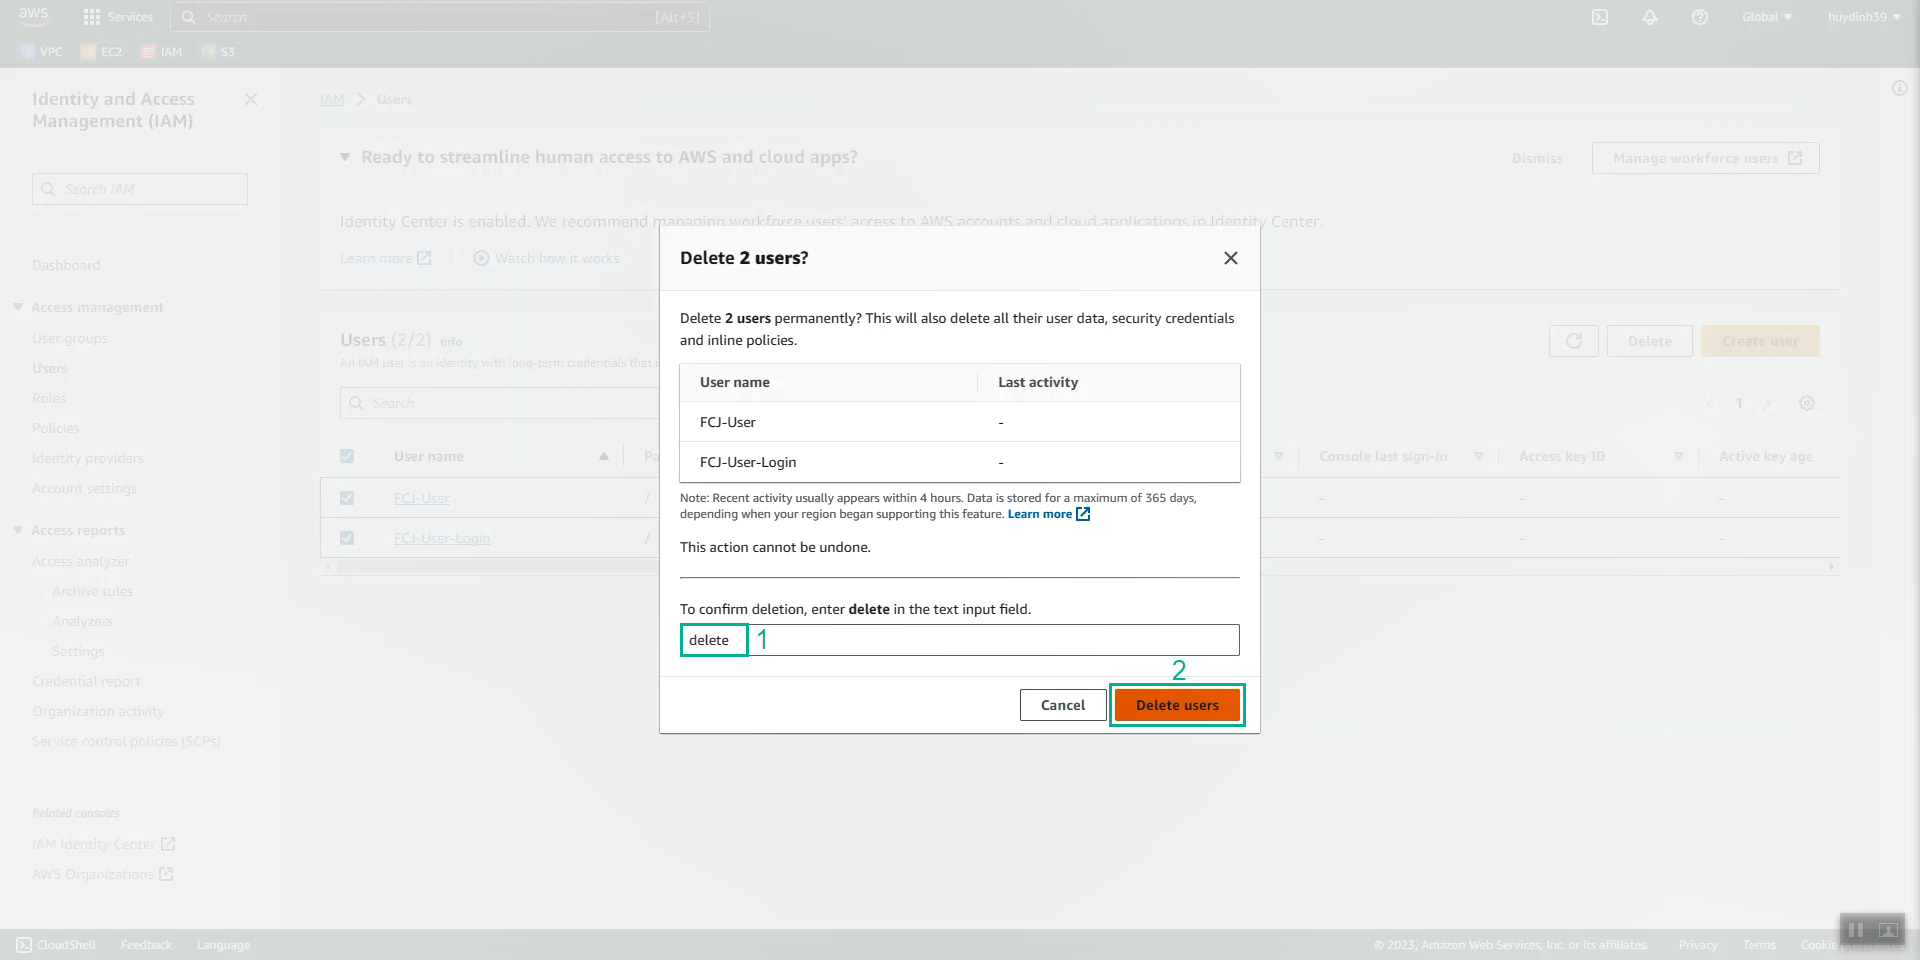 aws
Services
Search
[Alt+S]
Global
huydinh39
VPC
EC2
IAM
S3
Identity and Access
Management (IAM)
Search IAM
Dashboard
Access management
User groups
Users
Roles
Policies
Identity providers
Account settings
Access reports
Access analyzer
Archive rules
Analyzers
Settings
Credential report
Organization activity
Service control policies (SCPs)
Related consoles
IAM Identity Center
AWS Organizations
IAM
Users
Ready to streamline human access to AWS and cloud apps?
Dismiss
Manage workforce users
Identity Center is enabled. We recommend managing workforce users' access to AWS accounts and cloud applications in Identity Center.
Learn more
Watch how it works
Users (2/2) Info
An IAM user is an identity with long-term credentials that
Delete
Create user
Search
1
User name
Pa
Console last sign-in
Access key ID
Active key age
FCJ-User
/
-
-
-
FCJ-User-Login
/
-
-
-
Delete 2 users?
Delete 2 users permanently? This will also delete all their user data, security credentials
and inline policies.
User name
Last activity
FCJ-User
-
FCJ-User-Login
-
Note: Recent activity usually appears within 4 hours. Data is stored for a maximum of 365 days,
depending when your region began supporting this feature. Learn more
This action cannot be undone.
To confirm deletion, enter delete in the text input field.
delete
1
2
Cancel
Delete users
CloudShell
Feedback
Language
© 2023, Amazon Web Services, Inc. or its affiliates.
Privacy
Terms
Cookie